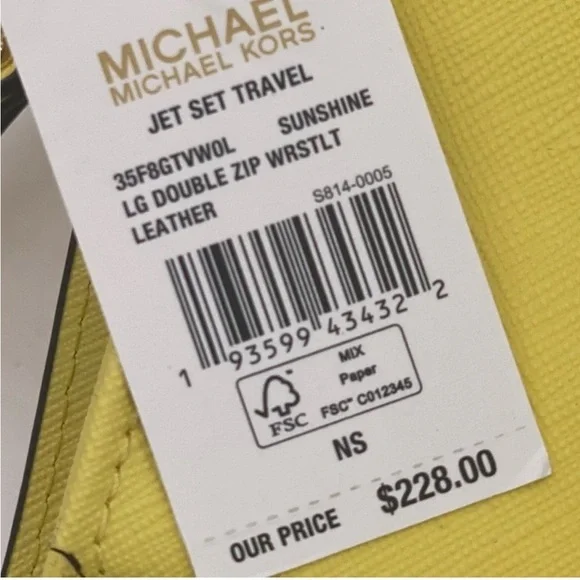 MICHAEL
MICHAEL KORS
JET SET TRAVEL
35F8GTVW0L SUNSHINE
LG DOUBLE ZIP WRSTLT
LEATHER
S814-0005
1 93599 43432 2
FSC
MIX
Paper
FSC™ C012345
NS
OUR PRICE $228.00